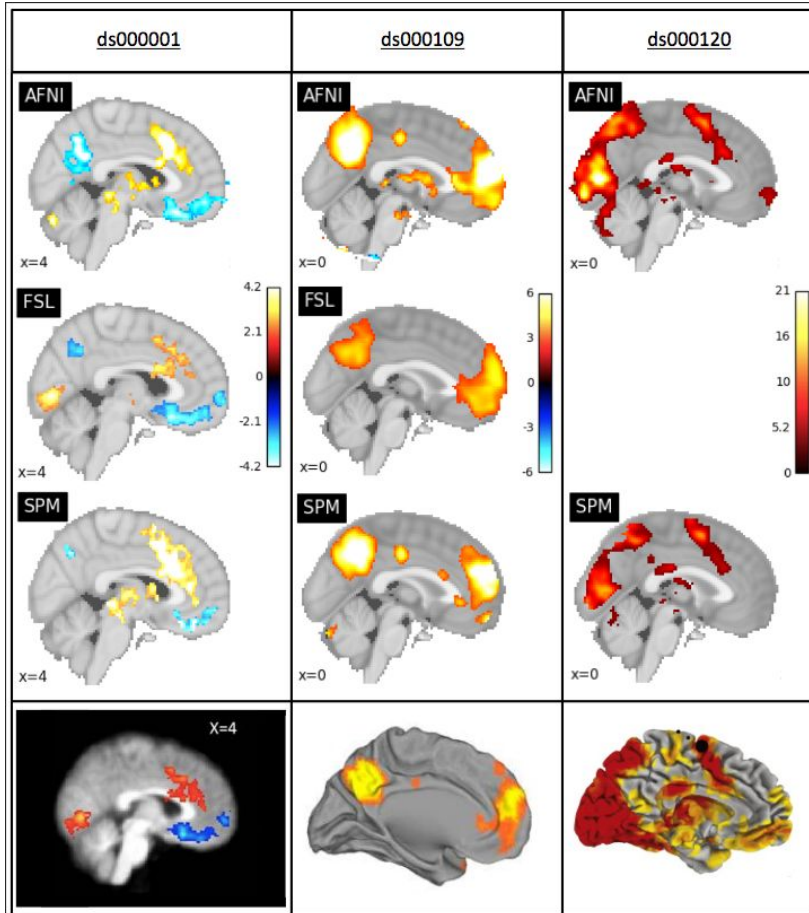 ds000001
ds000109
ds000120
AFNI
x=4
AFNI
x=0
AFNI
x=0
FSL
x=4
4.2
2.1
0
-2.1
-4.2
FSL
x=0
6
3
0
-3
-6
21
16
10
5.2
0
SPM
x=4
SPM
x=0
SPM
x=0
X=4